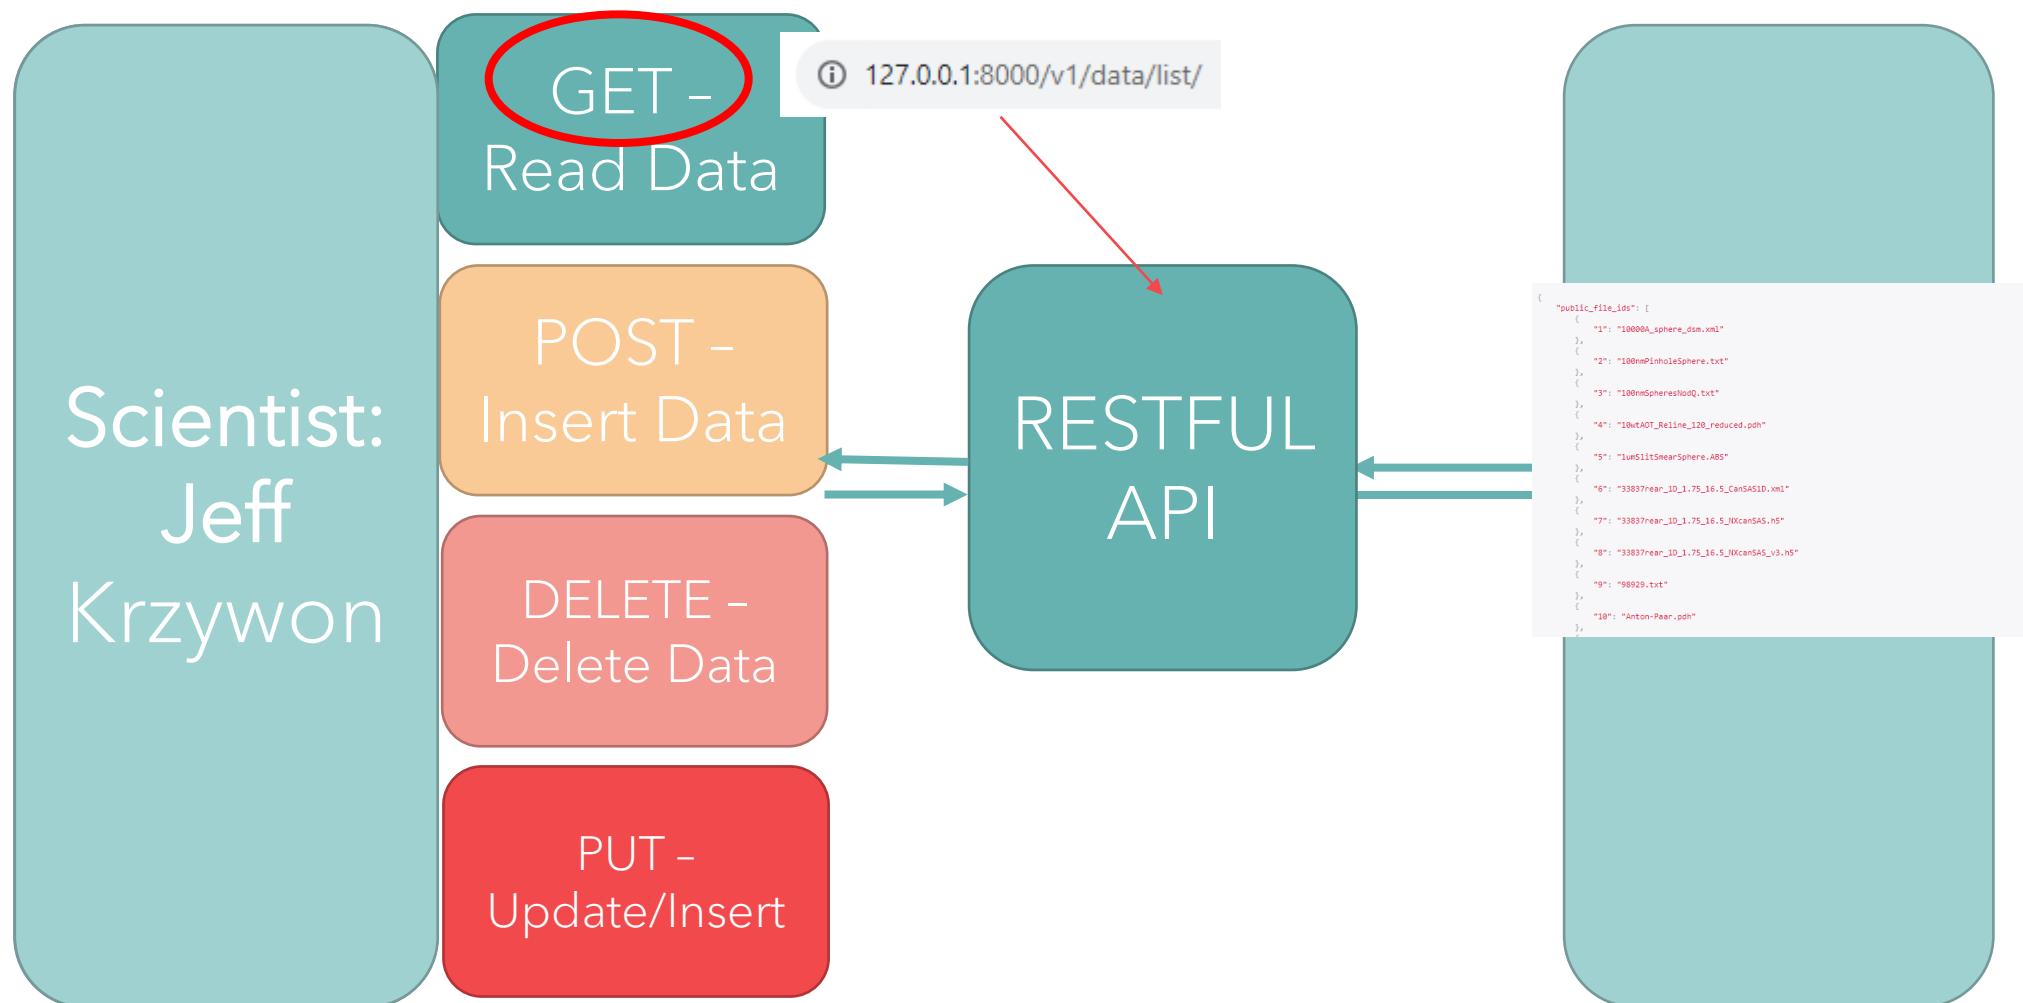 Scientist:
Jeff
Krzywon
GET –
Read Data
POST –
Insert Data
DELETE –
Delete Data
PUT –
Update/Insert
127.0.0.1:8000/v1/data/list/
RESTFUL
API
{
"public_file_ids": [
{
"1": "10000A_sphere_dsm.xml"
},
{
"2": "100nmPinholeSphere.txt"
},
{
"3": "100nmSpheresNodQ.txt"
},
{
"4": "10wtAOT_Reline_120_reduced.pdh"
},
{
"5": "1umSlitSmearSphere.ABS"
},
{
"6": "33837rear_1D_1.75_16.5_CanSAS1D.xml"
},
{
"7": "33837rear_1D_1.75_16.5_NXcanSAS.h5"
},
{
"8": "33837rear_1D_1.75_16.5_NXcanSAS_v3.h5"
},
{
"9": "98929.txt"
},
{
"10": "Anton-Paar.pdh"
},